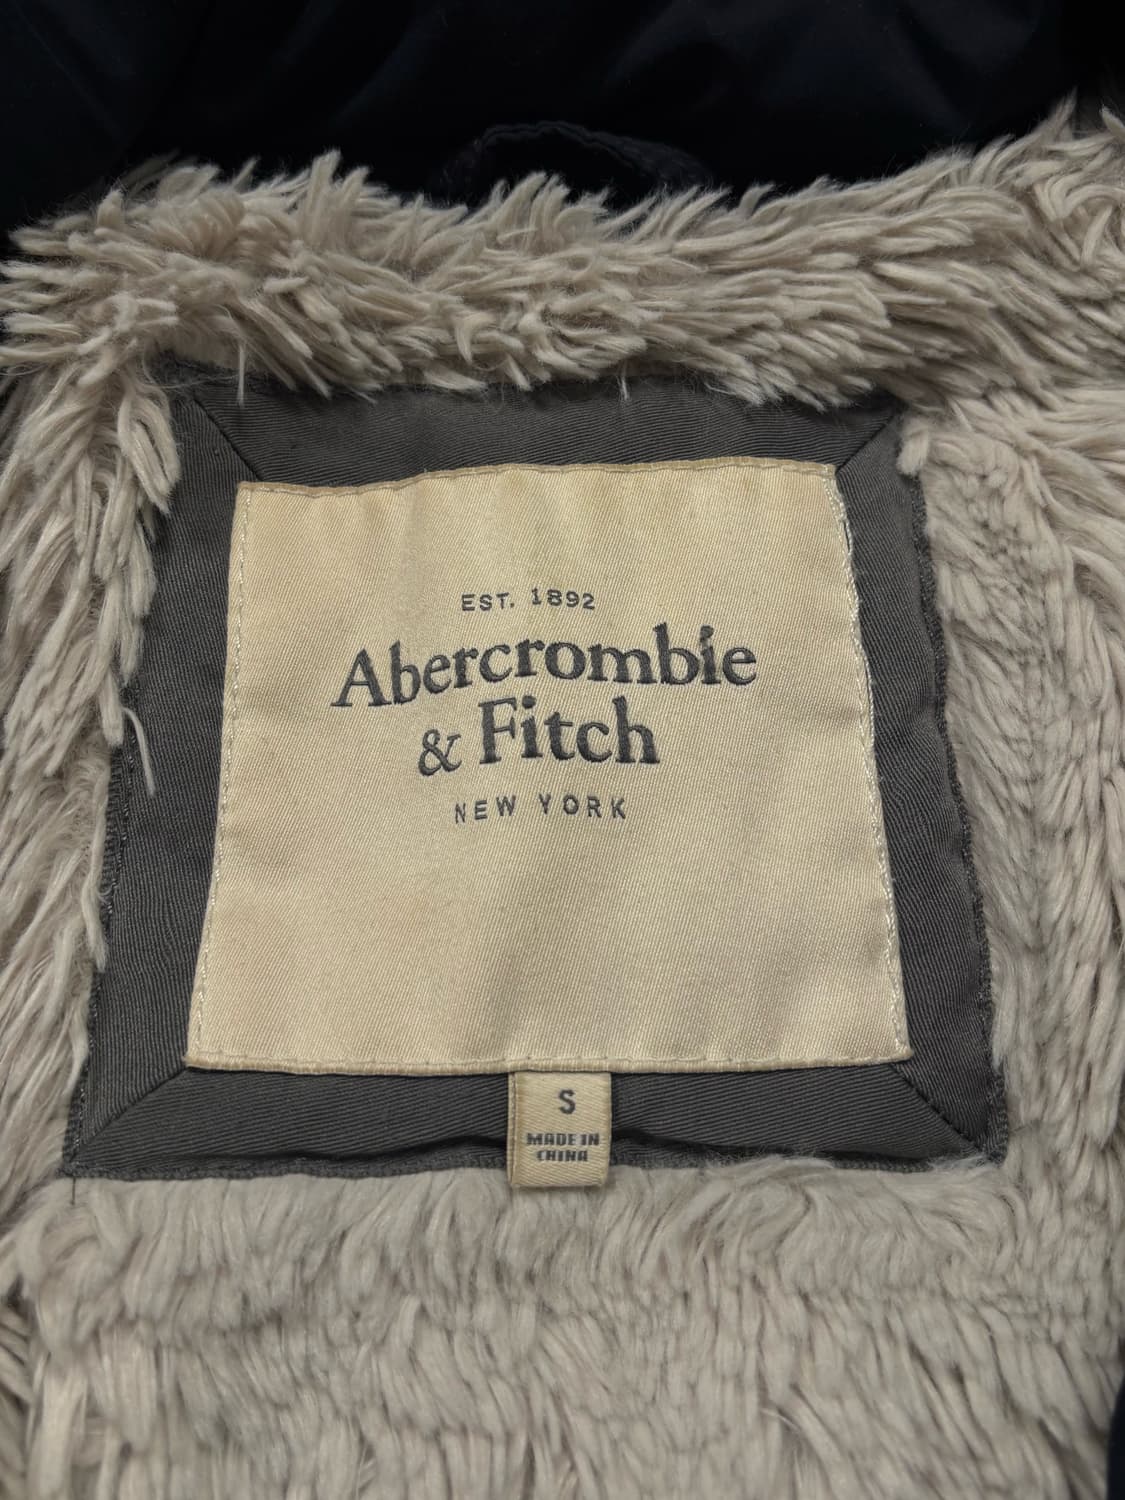 EST. 1892
Abercrombie
& Fitch
NEW YORK
S
MADE IN
CHINA